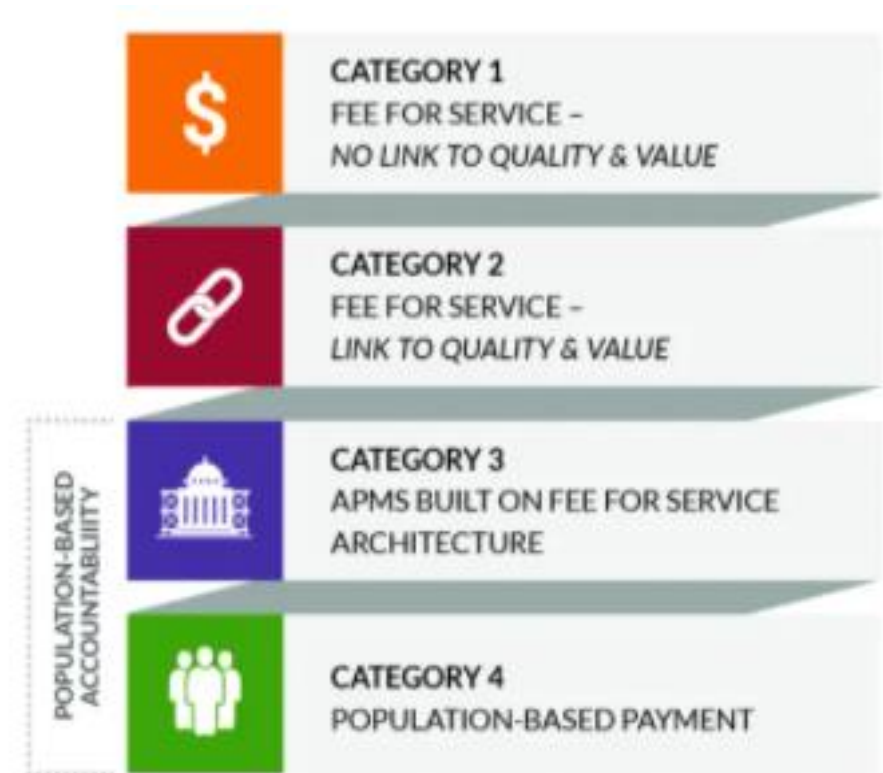 $
CATEGORY 1
FEE FOR SERVICE –
NO LINK TO QUALITY & VALUE
CATEGORY 2
FEE FOR SERVICE –
LINK TO QUALITY & VALUE
POPULATION-BASED
ACCOUNTABLIIITY
CATEGORY 3
APMS BUILT ON FEE FOR SERVICE
ARCHITECTURE
CATEGORY 4
POPULATION-BASED PAYMENT